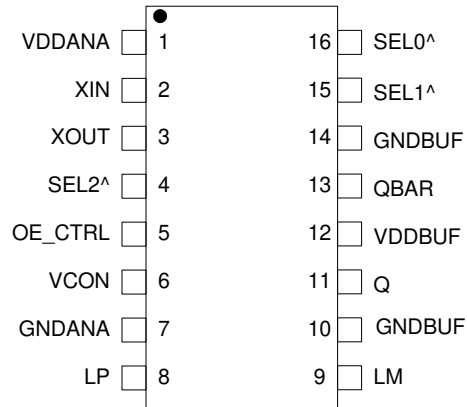 VDDANA 1 16 SEL0^
XIN 2 15 SEL1^
XOUT 3 14 GNDBUF
SEL2^ 4 13 QBAR
OE_CTRL 5 12 VDDBUF
VCON 6 11 Q
GNDANA 7 10 GNDBUF
LP 8 9 LM